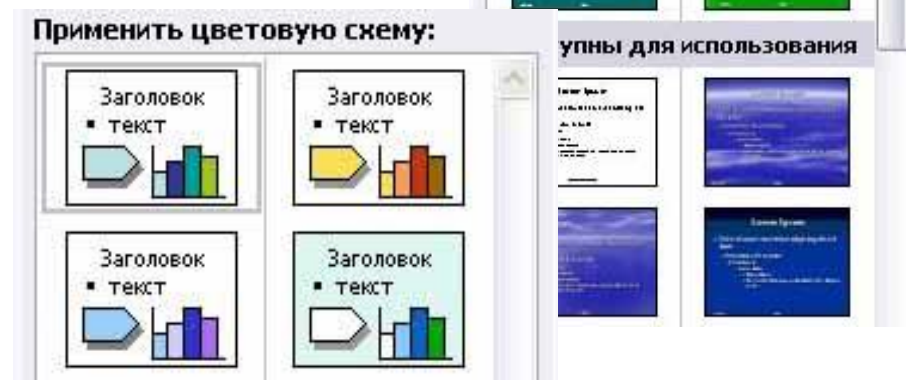 Применить цветовую схему:
упны для использования
Заголовок
▪ текст
Заголовок
▪ текст
Заголовок
▪ текст
Заголовок
▪ текст